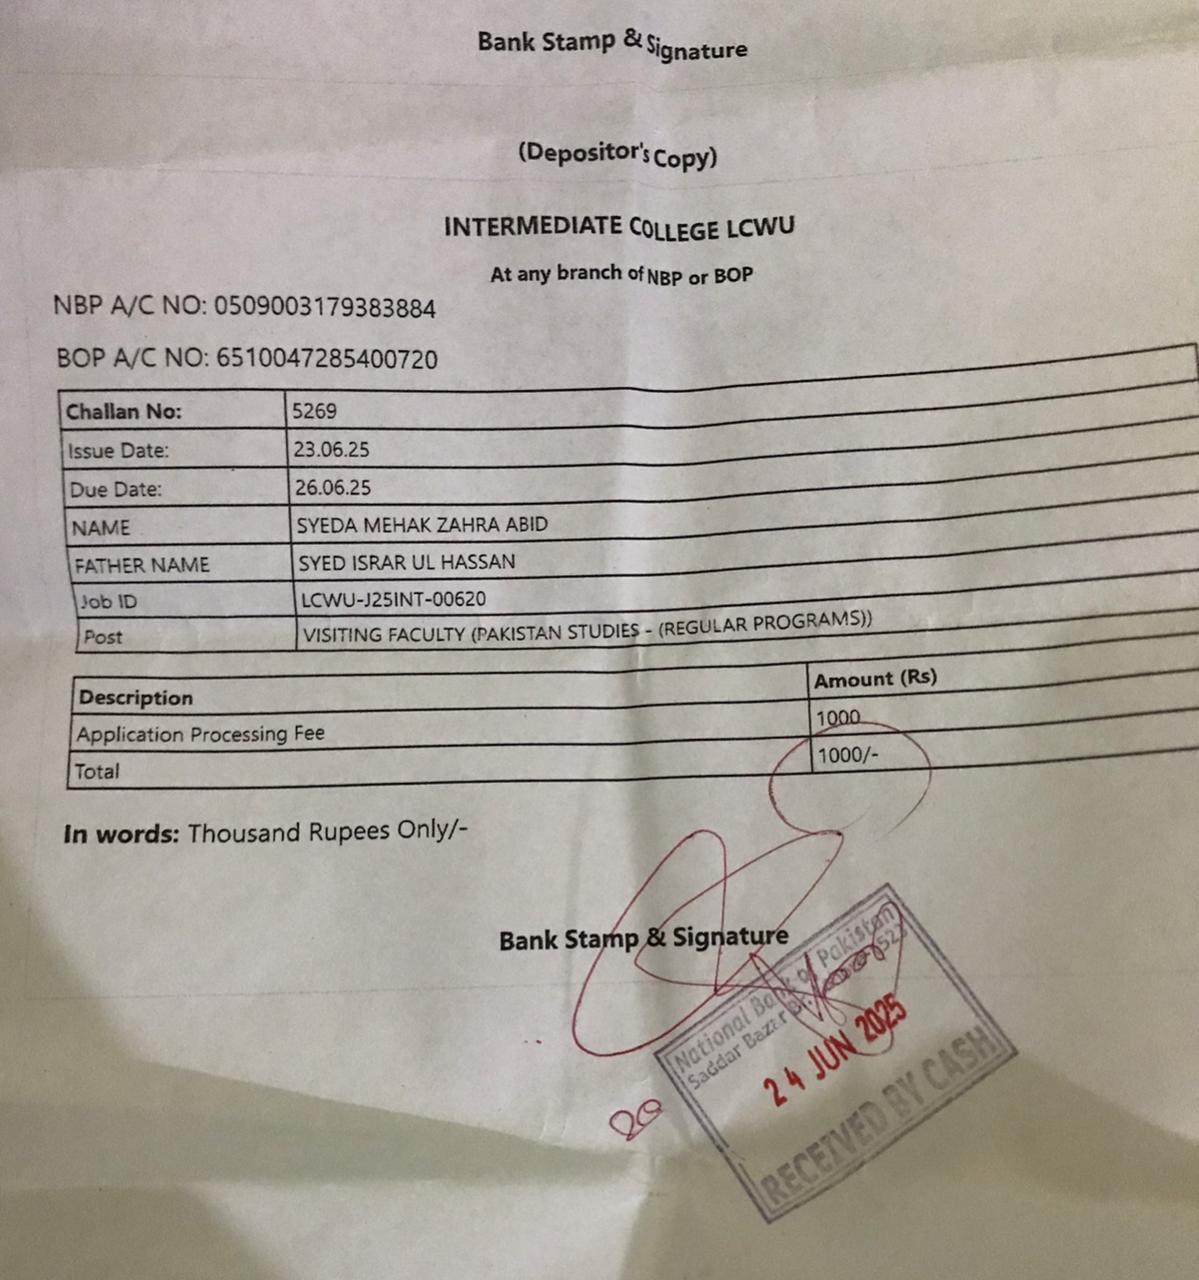 Bank Stamp & Signature
(Depositor's Copy)
INTERMEDIATE COLLEGE LCWU
At any branch of NBP or BOP
NBP A/C NO: 0509003179383884
BOP A/C NO: 6510047285400720
Challan No: 5269
Issue Date: 23.06.25
Due Date: 26.06.25
NAME SYEDA MEHAK ZAHRA ABID
FATHER NAME SYED ISRAR UL HASSAN
Job ID LCWU-J25INT-00620
Post VISITING FACULTY (PAKISTAN STUDIES - (REGULAR PROGRAMS))
Description Amount (Rs)
Application Processing Fee 1000
Total 1000/-
In words: Thousand Rupees Only/-
Bank Stamp & Signature
National Bank of Pakistan
Saddar Bazar Br.
24 JUN 2025
RECEIVED BY CASH